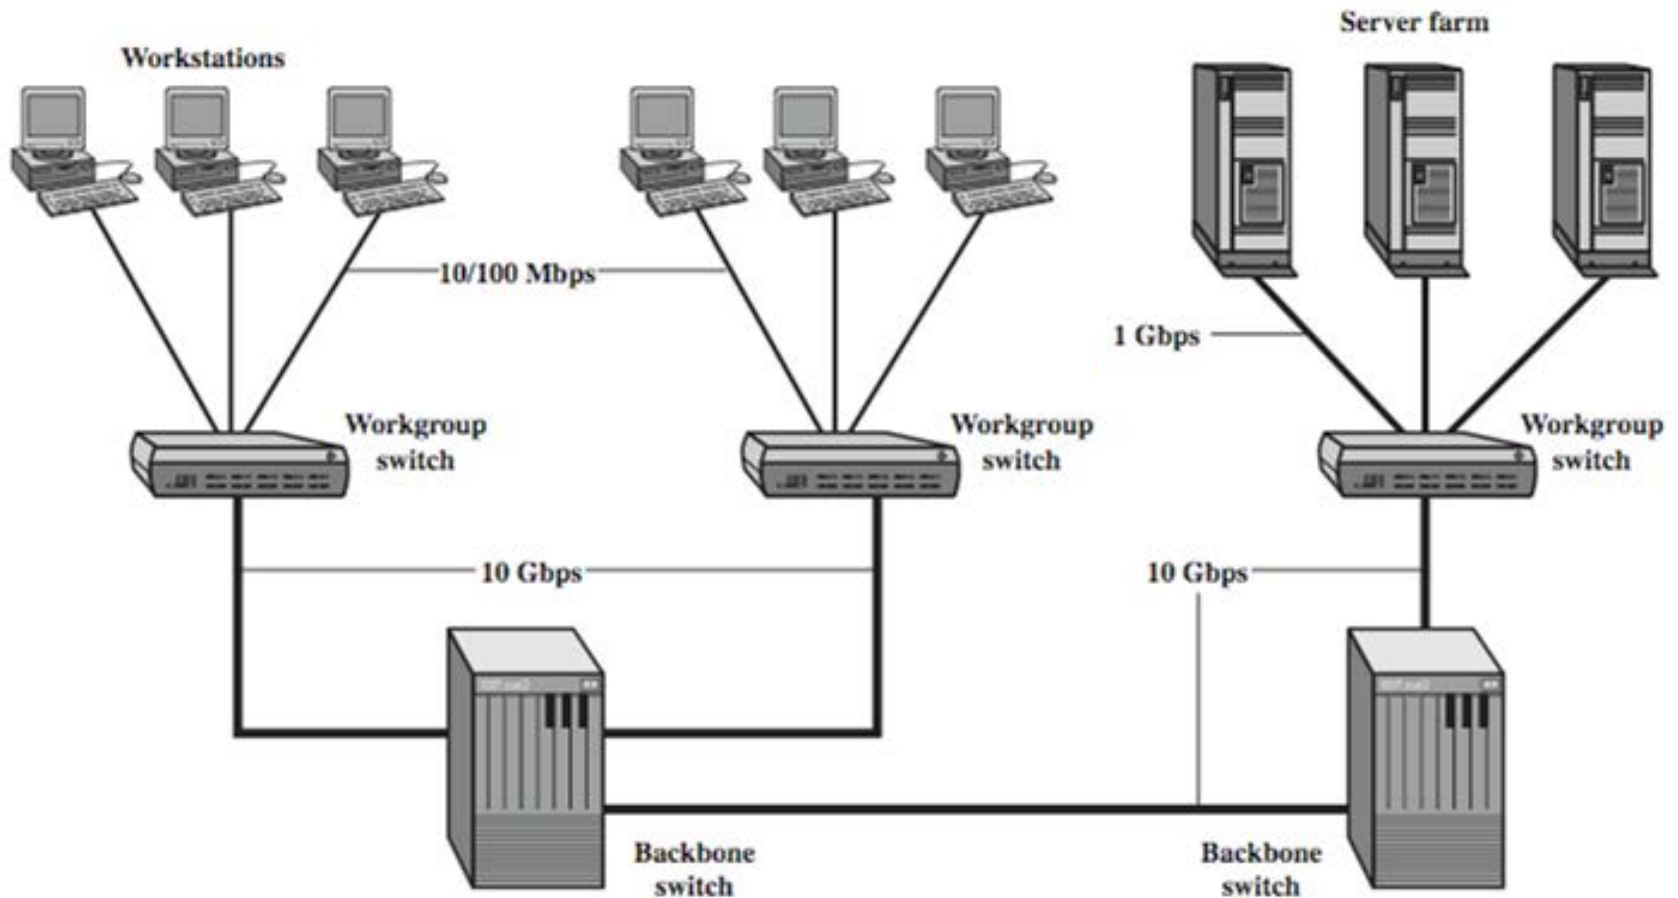 Server farm
Workstations
10/100 Mbps
1 Gbps
Workgroup
switch
Workgroup
switch
Workgroup
switch
10 Gbps
10 Gbps
Backbone
switch
Backbone
switch